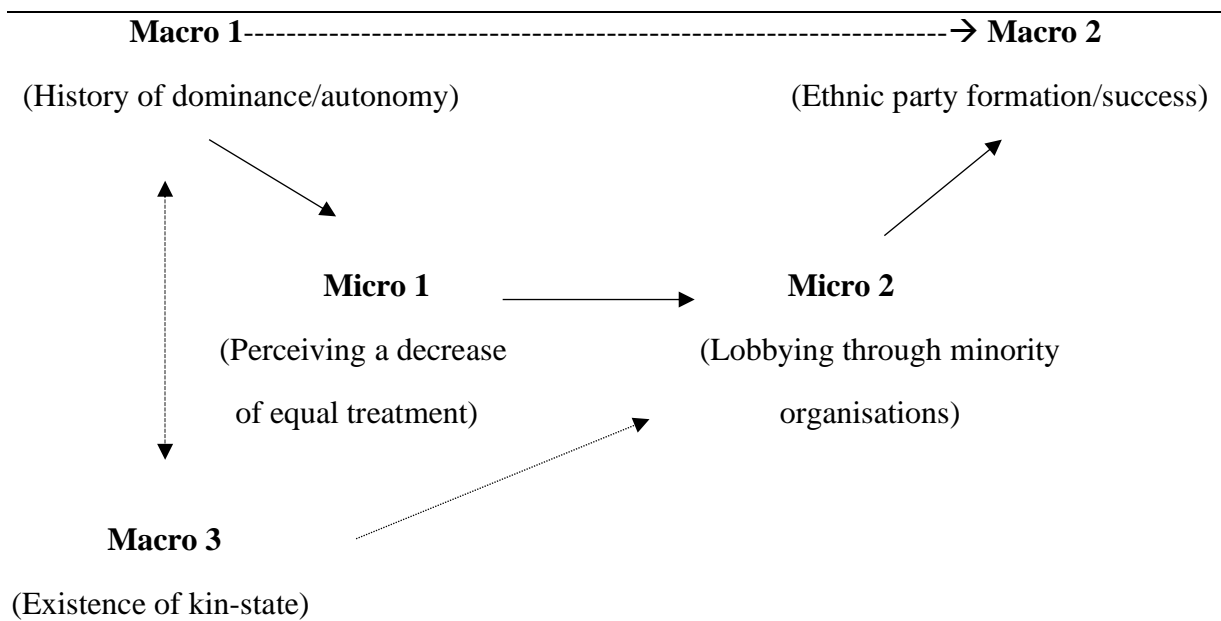 Macro 1------------------------------------------------------------------→ Macro 2
(History of dominance/autonomy) (Ethnic party formation/success)
Micro 1 Micro 2
(Perceiving a decrease (Lobbying through minority
of equal treatment) organisations)
Macro 3
(Existence of kin-state)